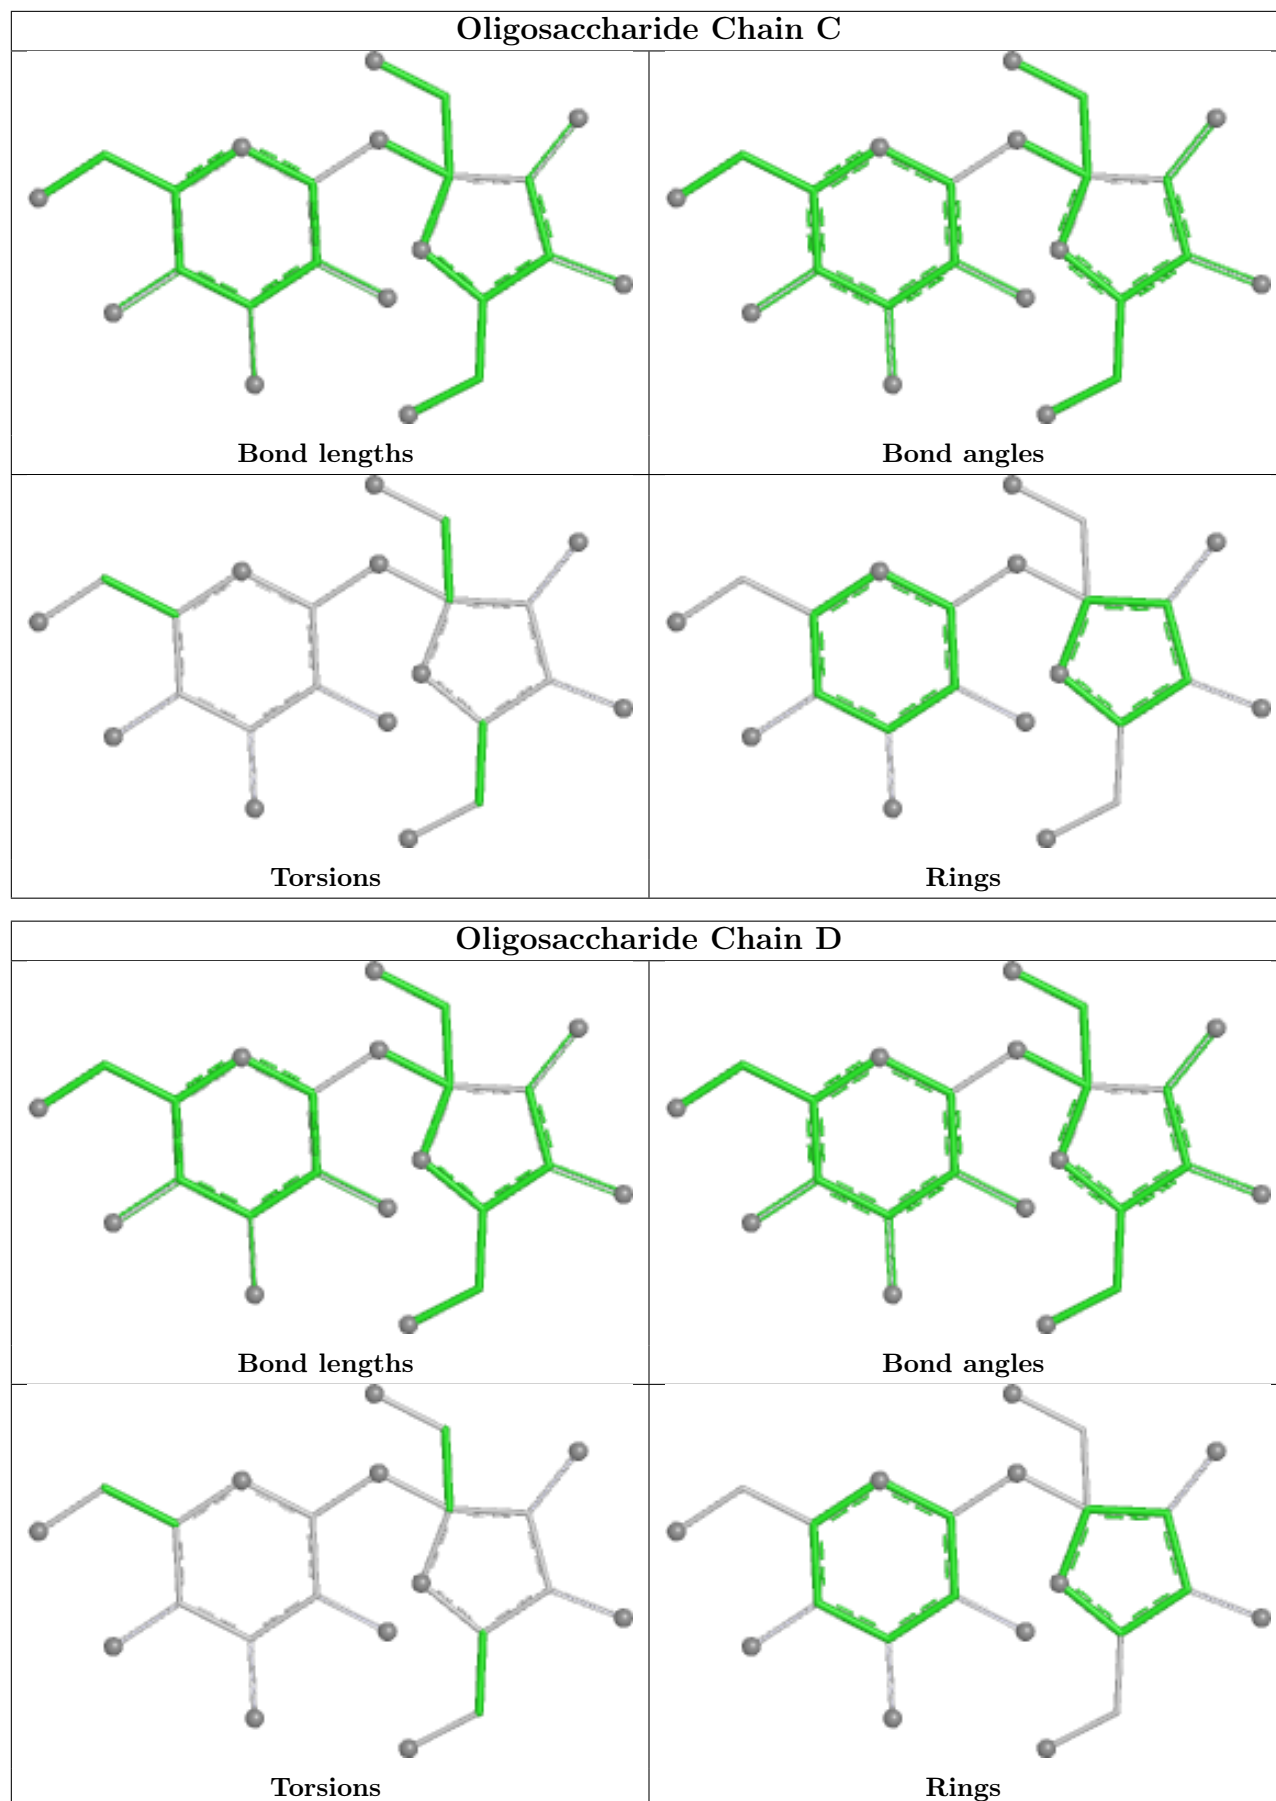 Oligosaccharide Chain C
Bond lengths
Bond angles
Torsions
Rings
Oligosaccharide Chain D
Bond lengths
Bond angles
Torsions
Rings